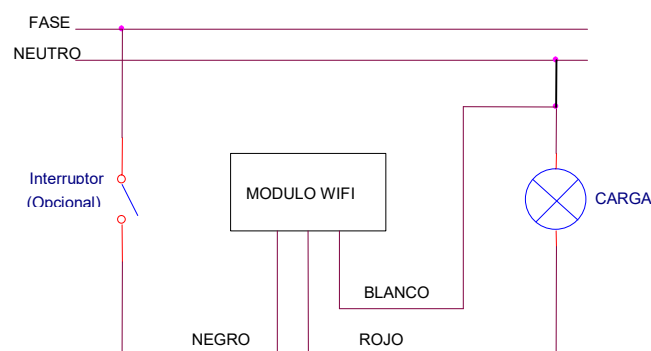 FASE
NEUTRO
Interruptor
(Opcional)
MODULO WIFI
CARGA
BLANCO
NEGRO
ROJO